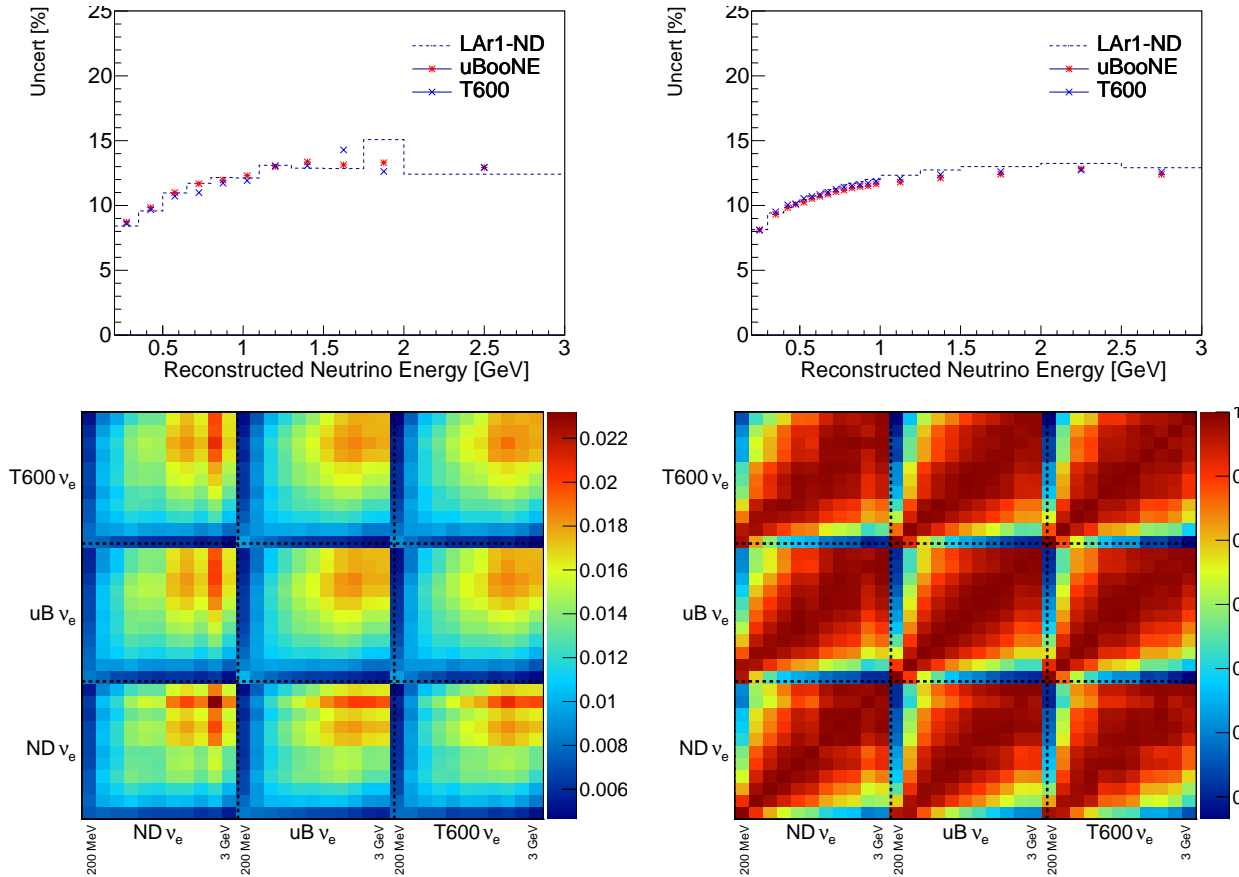 25
20
15
10
5
0
Uncert [%]
LAr1-ND
uBooNE
T600
0.5
1
1.5
2
2.5
3
Reconstructed Neutrino Energy [GeV]
25
20
15
10
5
0
Uncert [%]
LAr1-ND
uBooNE
T600
0.5
1
1.5
2
2.5
3
Reconstructed Neutrino Energy [GeV]
T600 νe
uB νe
ND νe
200 MeV
ND νe
3 GeV
200 MeV
uB νe
3 GeV
200 MeV
T600 νe
3 GeV
0.022
0.02
0.018
0.016
0.014
0.012
0.01
0.008
0.006
T600 νe
uB νe
ND νe
200 MeV
ND νe
3 GeV
200 MeV
uB νe
3 GeV
200 MeV
T600 νe
3 GeV